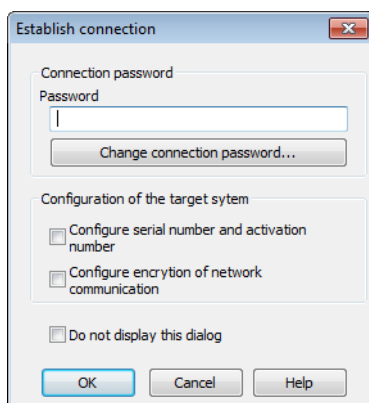 Establish connection
Connection password
Password
Change connection password...
Configuration of the target sytem
Configure serial number and activation
number
Configure encrytion of network
communication
Do not display this dialog
OK Cancel Help